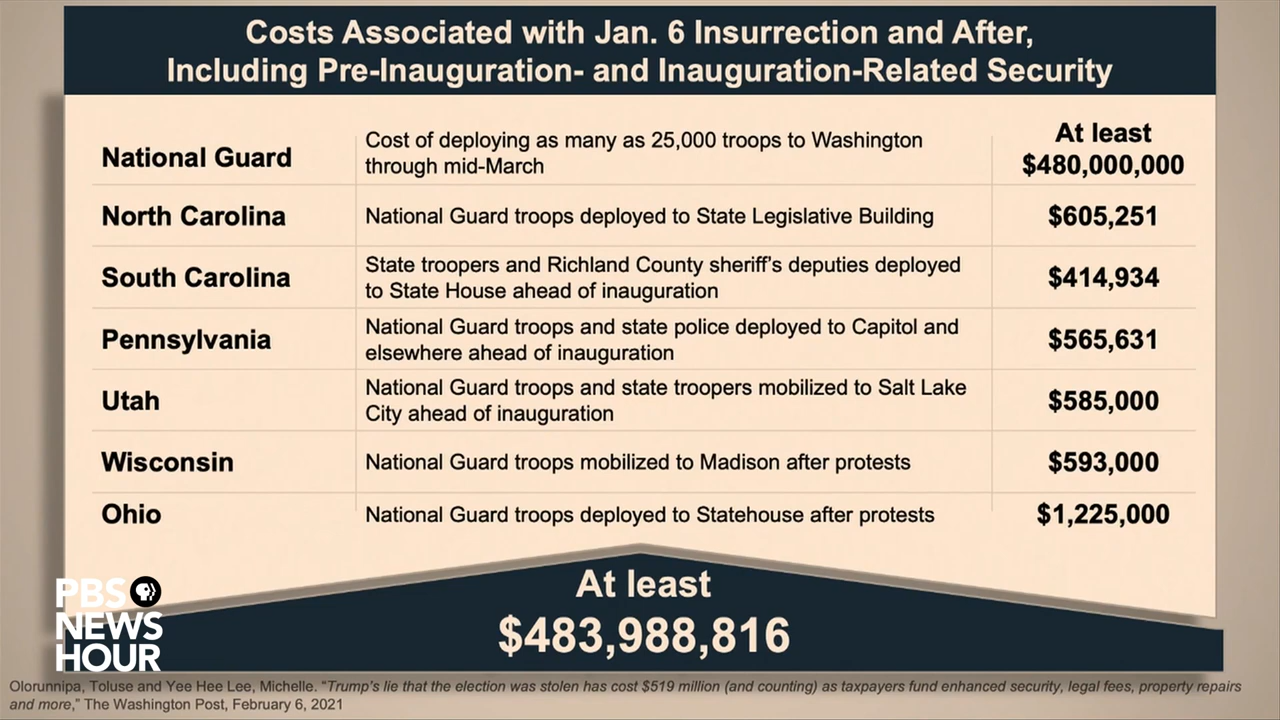 Costs Associated with Jan. 6 Insurrection and After,
Including Pre-Inauguration- and Inauguration-Related Security
National Guard
Cost of deploying as many as 25,000 troops to Washington
through mid-March
At least
$480,000,000
North Carolina
National Guard troops deployed to State Legislative Building
$605,251
South Carolina
State troopers and Richland County sheriff's deputies deployed
to State House ahead of inauguration
$414,934
Pennsylvania
National Guard troops and state police deployed to Capitol and
elsewhere ahead of inauguration
$565,631
Utah
National Guard troops and state troopers mobilized to Salt Lake
City ahead of inauguration
$585,000
Wisconsin
National Guard troops mobilized to Madison after protests
$593,000
Ohio
National Guard troops deployed to Statehouse after protests
$1,225,000
At least
$483,988,816
PBS
NEWS
HOUR
Olorunnipa, Toluse and Yee Hee Lee, Michelle. “Trump's lie that the election was stolen has cost $519 million (and counting) as taxpayers fund enhanced security, legal fees, property repairs
and more,” The Washington Post, February 6, 2021